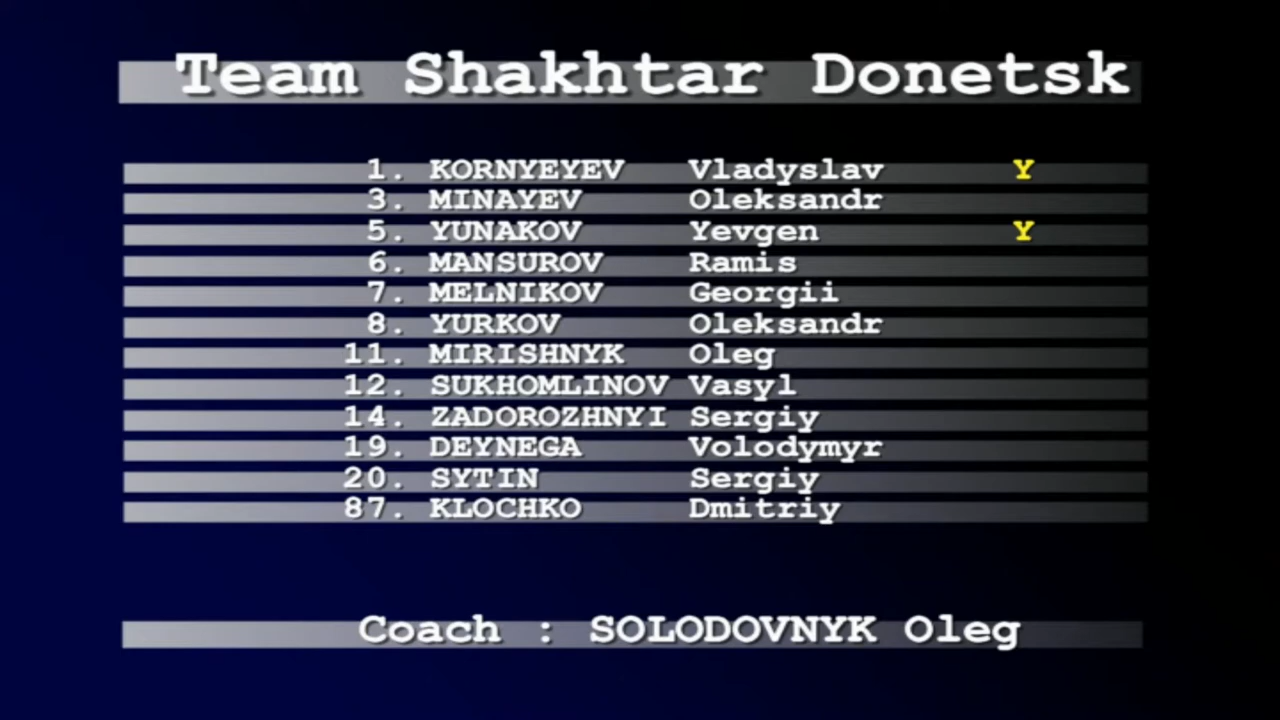 Team Shakhtar Donetsk
1. KORNYEYEV Vladyslav Y
3. MINAYEV Oleksandr
5. YUNAKOV Yevgen Y
6. MANSUROV Ramis
7. MELNIKOV Georgii
8. YURKOV Oleksandr
11. MIRISHNYK Oleg
12. SUKHOMLINOV Vasyl
14. ZADOROZHNYI Sergiy
19. DEYNEGA Volodymyr
20. SYTIN Sergiy
87. KLOCHKO Dmitriy
Coach : SOLODOVNYK Oleg